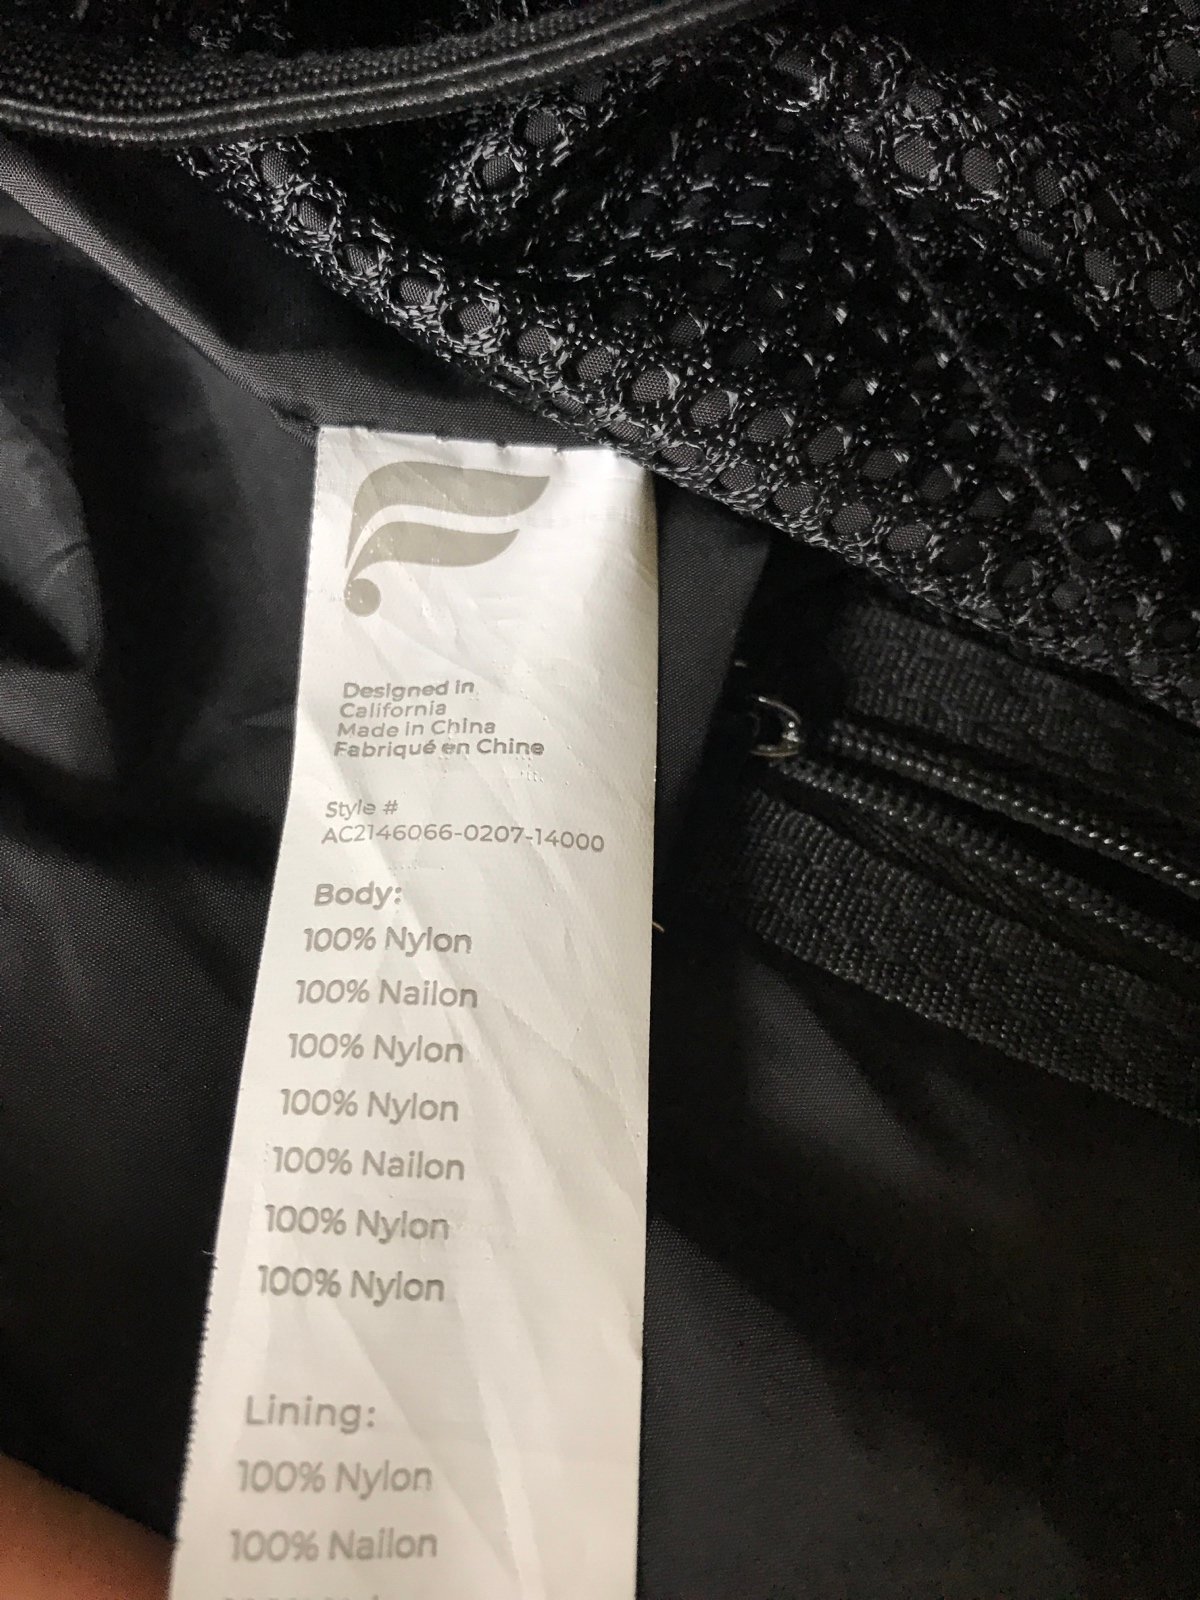 Designed in
California
Made in China
Fabriqué en Chine
Style #
AC2146066-0207-14000
Body:
100% Nylon
100% Nailon
100% Nylon
100% Nylon
100% Nailon
100% Nylon
100% Nylon
Lining:
100% Nylon
100% Nailon